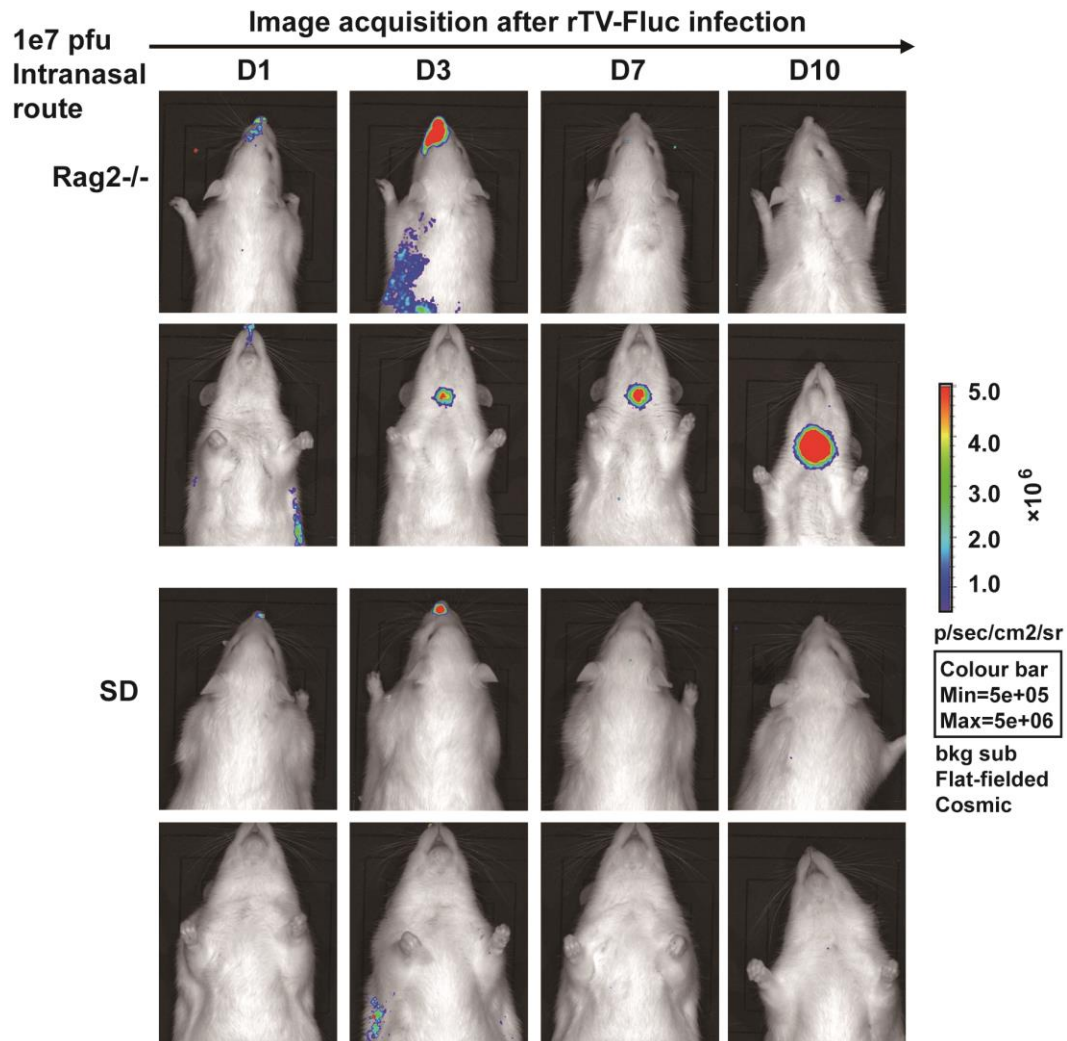 Image acquisition after rTV-Fluc infection
1e7 pfu
Intranasal
route
D1 D3 D7 D10
Rag2-/-
SD
5.0
4.0
3.0
2.0
1.0
×10⁶
p/sec/cm2/sr
Colour bar
Min=5e+05
Max=5e+06
bkg sub
Flat-fielded
Cosmic